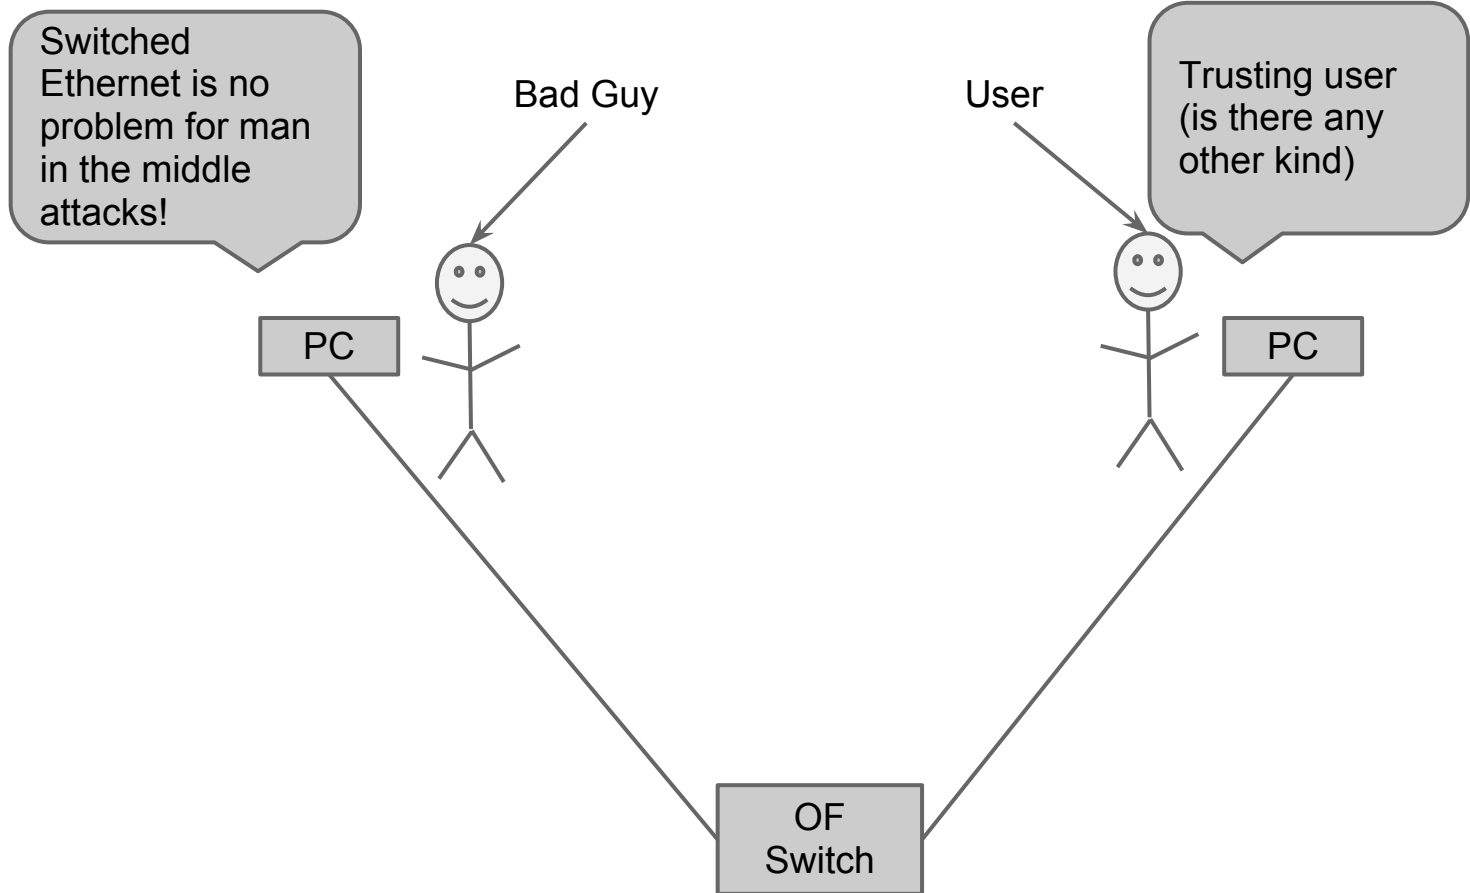 Switched
Ethernet is no
problem for man
in the middle
attacks!
Bad Guy
User
Trusting user
(is there any
other kind)
PC
PC
OF
Switch